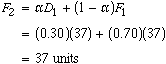 F₂ = αD₁ + (1 − α)F₁
= (0.30)(37) + (0.70)(37)
= 37 units